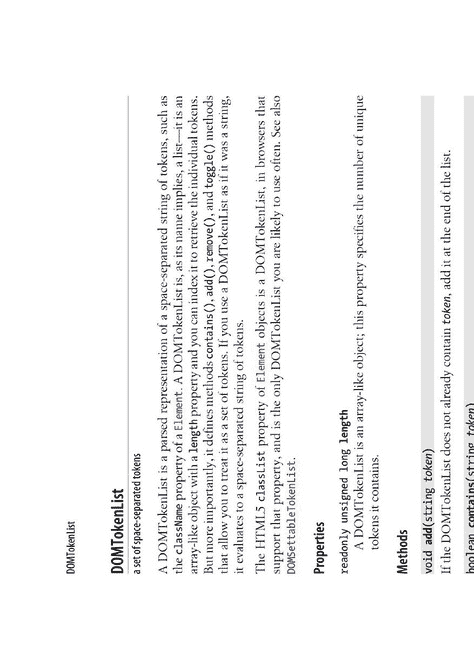 DOMTokenList
DOMTokenList
a set of space-separated tokens
A DOMTokenList is a parsed representation of a space-separated string of tokens, such as
the className property of a Element. A DOMTokenList is, as its name implies, a list—it is an
array-like object with a length property and you can index it to retrieve the individual tokens.
But more importantly, it defines methods contains(), add(), remove(), and toggle() methods
that allow you to treat it as a set of tokens. If you use a DOMTokenList as if it was a string,
it evaluates to a space-separated string of tokens.
The HTML5 classList property of Element objects is a DOMTokenList, in browsers that
support that property, and is the only DOMTokenList you are likely to use often. See also
DOMSettableTokenList.
Properties
readonly unsigned long length
A DOMTokenList is an array-like object; this property specifies the number of unique
tokens it contains.
Methods
void add(string token)
If the DOMTokenList does not already contain token, add it at the end of the list.
boolean contains(string token)